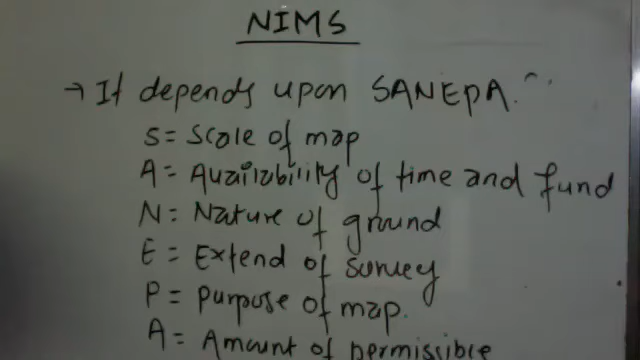 NIMS
→ It depends upon SANEPA.
S = Scale of map
A = Availability of time and fund
N = Nature of ground
E = Extend of survey
P = purpose of map.
A = Amount of permissible